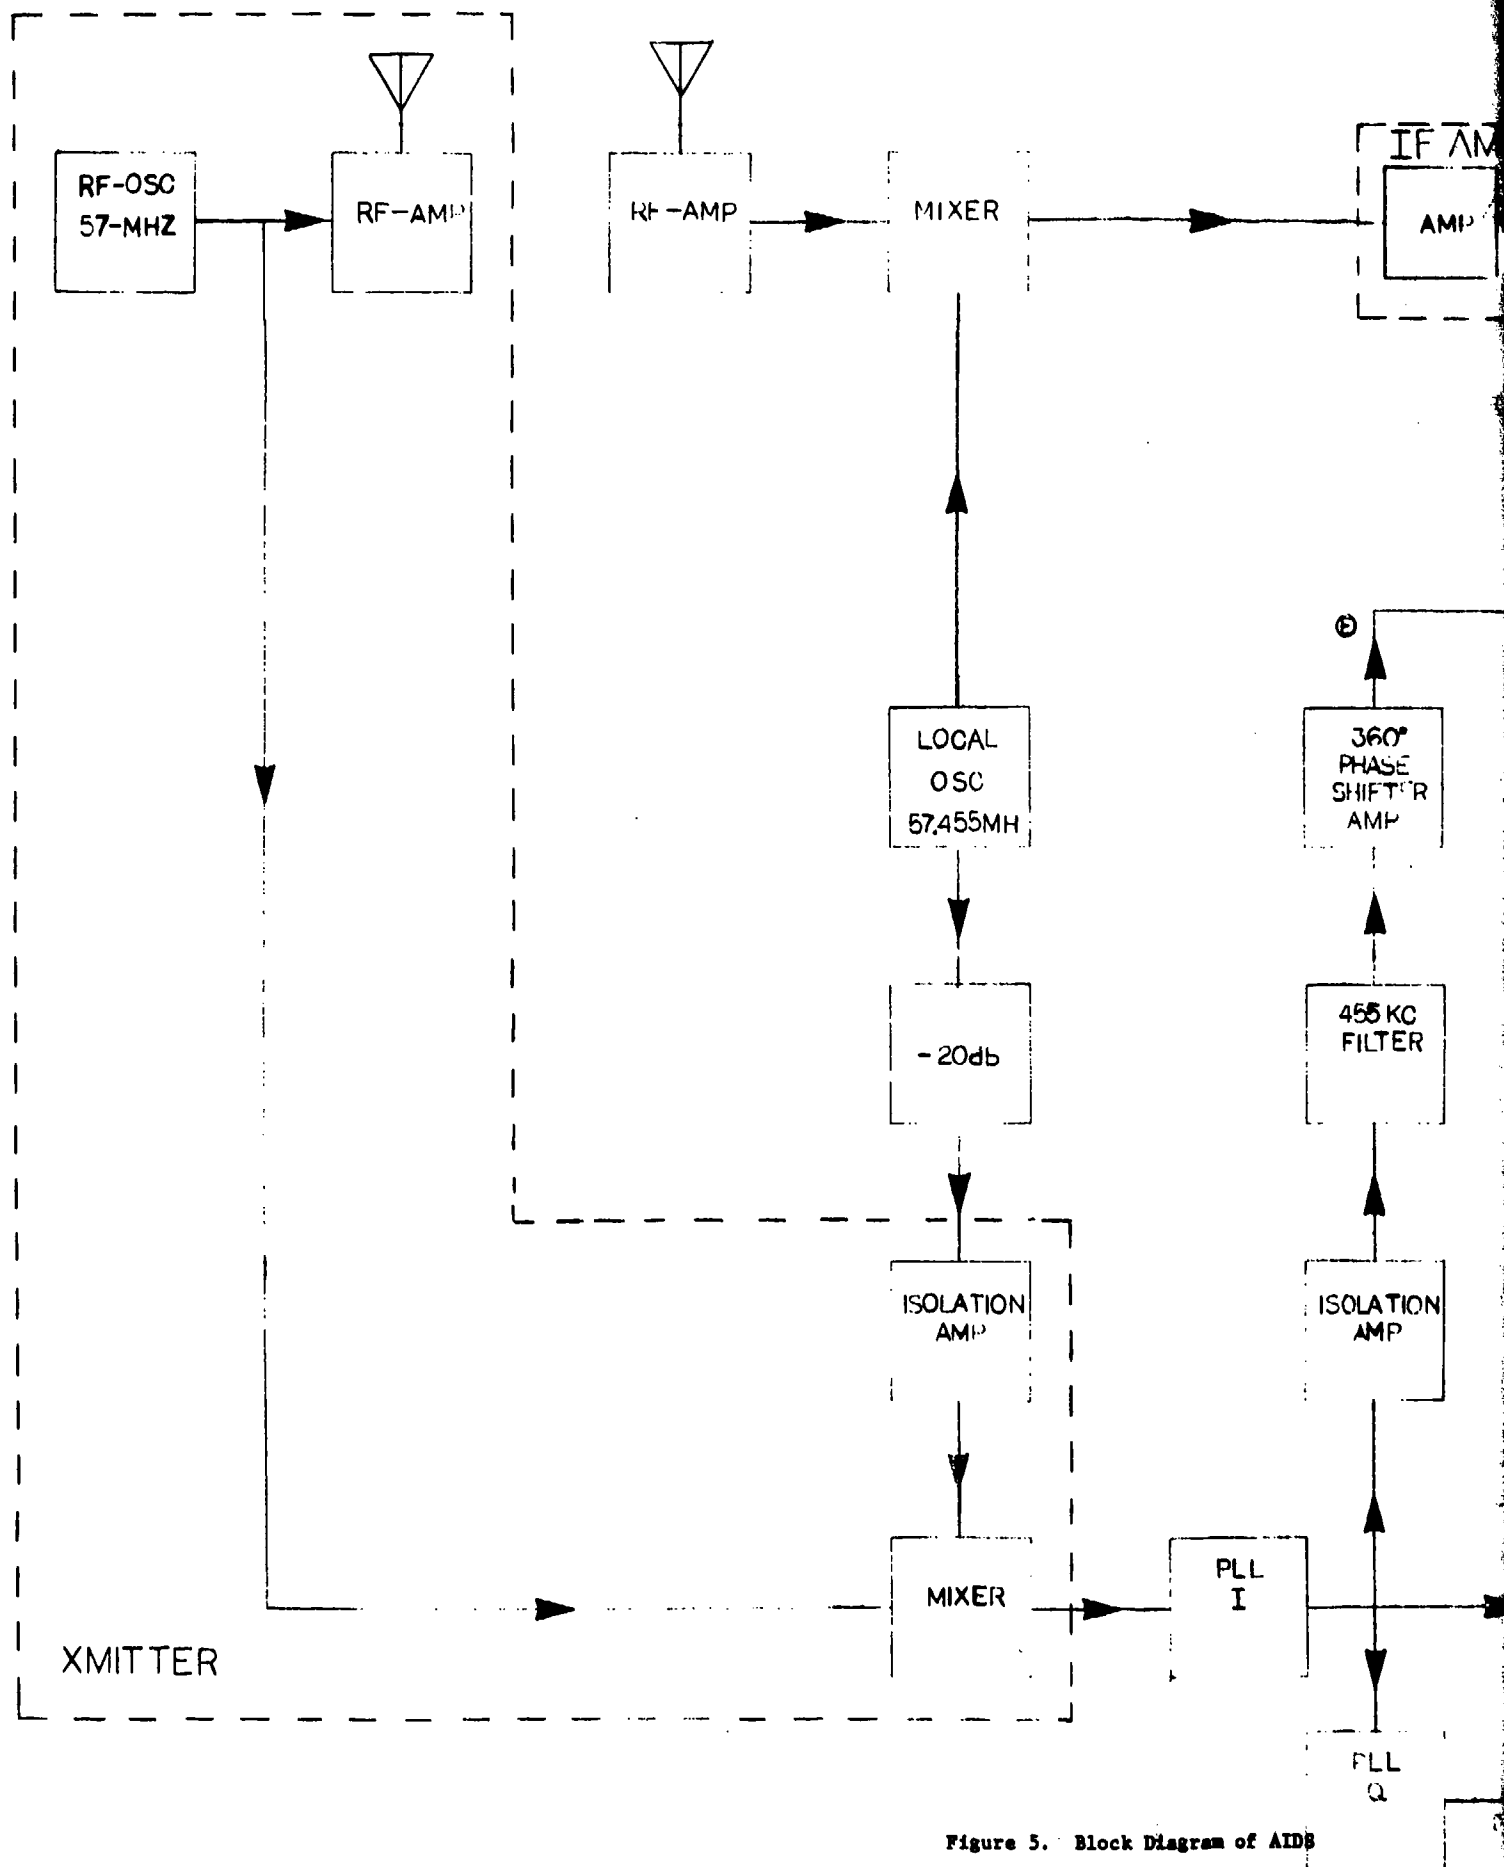 RF-OSC
57-MHZ
RF-AMP
RF-AMP
MIXER
IF AM
AMP
E
LOCAL
OSC
57.455MH
360°
PHASE
SHIFTER
AMP
-20db
455 KC
FILTER
ISOLATION
AMP
ISOLATION
AMP
MIXER
PLL
I
XMITTER
PLL
Q
Figure 5. Block Diagram of AIDS